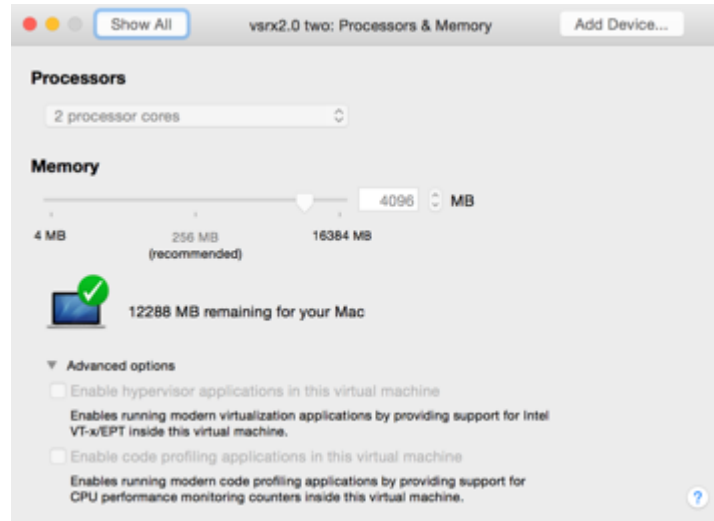 Show All
vsrx2.0 two: Processors & Memory
Add Device...
Processors
2 processor cores
Memory
4096 MB
4 MB
256 MB
16384 MB
(recommended)
12288 MB remaining for your Mac
Advanced options
Enable hypervisor applications in this virtual machine
Enables running modern virtualization applications by providing support for Intel
VT-x/EPT inside this virtual machine.
Enable code profiling applications in this virtual machine
Enables running modern code profiling applications by providing support for
CPU performance monitoring counters inside this virtual machine.
?